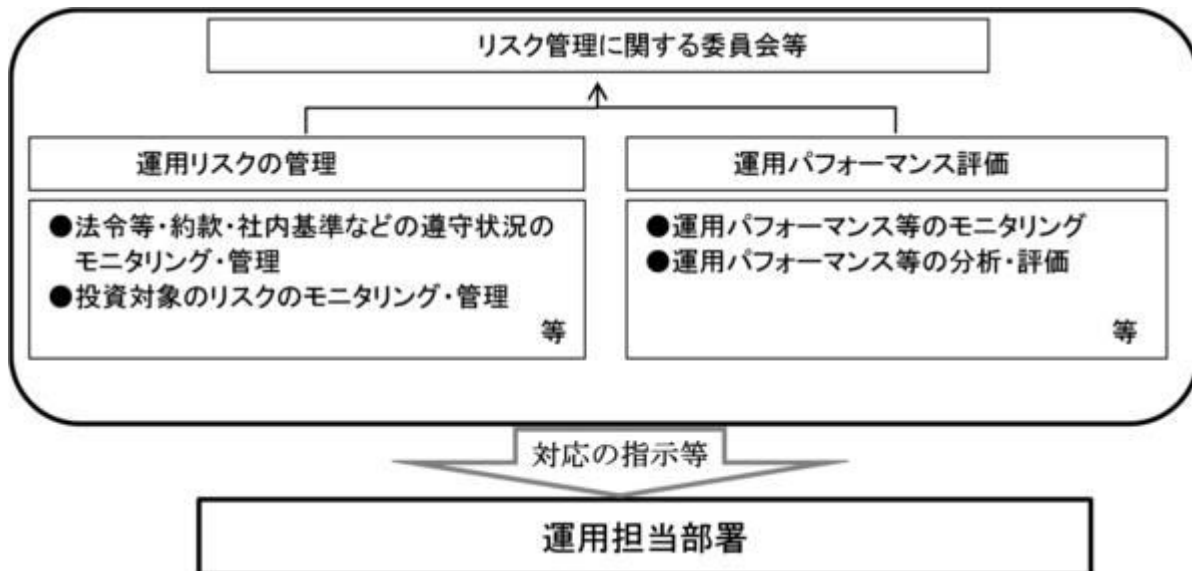 リスク管理に関する委員会等
運用リスクの管理
●法令等・約款・社内基準などの遵守状況の
モニタリング・管理
●投資対象のリスクのモニタリング・管理
等
運用パフォーマンス評価
●運用パフォーマンス等のモニタリング
●運用パフォーマンス等の分析・評価
等
対応の指示等
運用担当部署